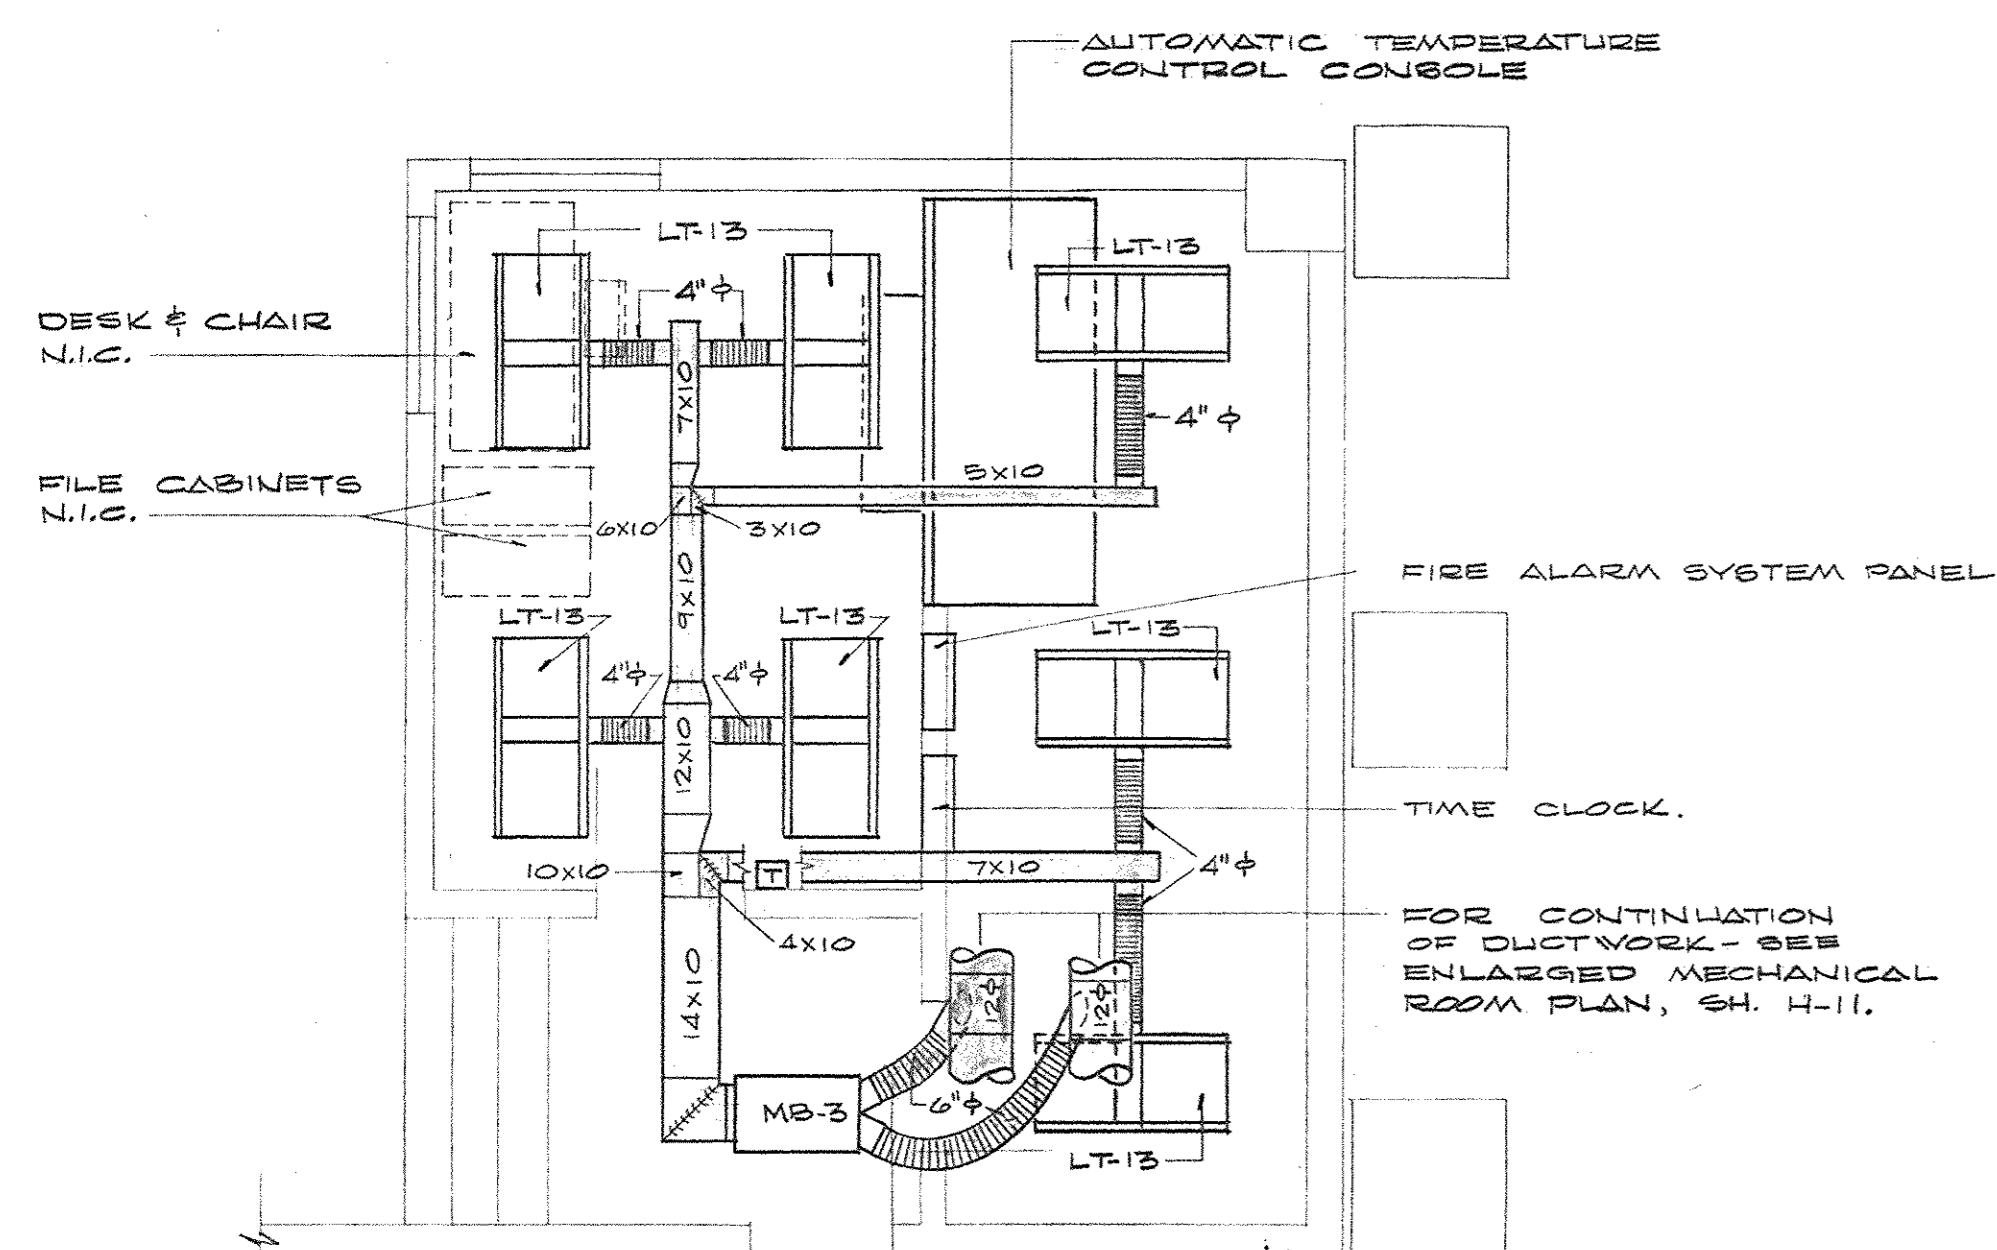 AUTOMATIC TEMPERATURE
CONTROL CONSOLE
LT-13
LT-13
4"ϕ
DESK & CHAIR
N.I.C.
7X10
4"ϕ
5X10
FILE CABINETS
N.I.C.
6X10
3X10
9X10
FIRE ALARM SYSTEM PANEL
LT-13
LT-13
LT-13
4"ϕ
4"ϕ
12X10
TIME CLOCK.
10X10
T
7X10
4"ϕ
4X10
FOR CONTINUATION
OF DUCTWORK - SEE
ENLARGED MECHANICAL
ROOM PLAN, SH. H-11.
14X10
12ϕ
12ϕ
MB-3
6"ϕ
LT-13